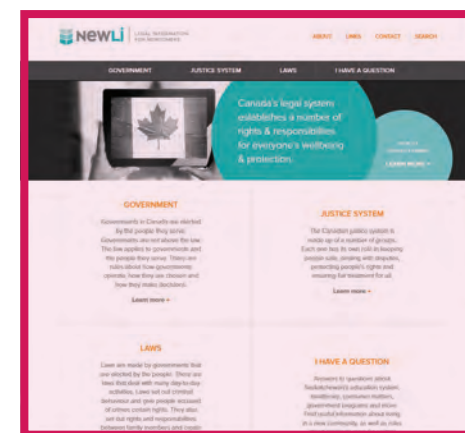 NewLi LEGAL INFORMATION
FOR NEWCOMERS
ABOUT LINKS CONTACT SEARCH
GOVERNMENT JUSTICE SYSTEM LAWS I HAVE A QUESTION
Canada's legal system
establishes a number of
rights & responsibilities
for everyone's wellbeing
& protection.
LEARN MORE »
GOVERNMENT
Governments in Canada are elected
by the people they serve.
Governments are not above the law.
The law applies to governments and
the people they serve. There are
rules about how governments
operate, how they are chosen and
how they make decisions.
Learn more »
JUSTICE SYSTEM
The Canadian justice system is
made up of a number of groups.
Each one has its own role in keeping
people safe, dealing with disputes,
protecting people's rights and
ensuring fair treatment for all.
Learn more »
LAWS
Laws are made by governments that
are elected by the people. There are
laws that deal with many day-to-day
activities. Laws set out criminal
behaviour and give people accused
of crimes certain rights. They also
set out rights and responsibilities
between family members and create
I HAVE A QUESTION
Answers to questions about
Saskatchewan's education system,
healthcare, consumer matters,
government programs and more.
Find useful information about living
in a new community, as well as rules